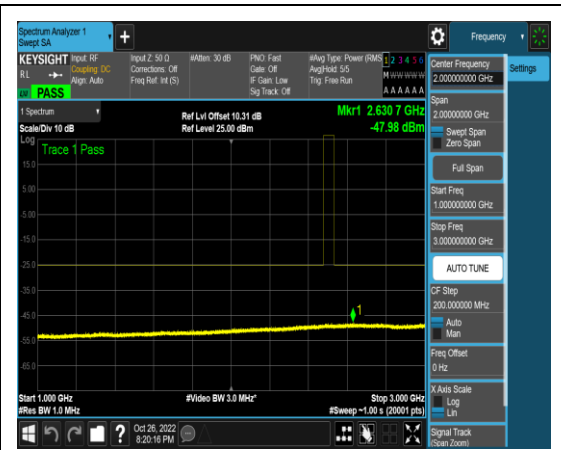 Spectrum Analyzer 1
Swept SA
+
Frequency
KEYSIGHT
RL
Input: RF
Coupling: DC
Align: Auto
Input Z: 50 Ω
Corrections: Off
Freq Ref: Int (S)
#Atten: 30 dB
PNO: Fast
Gate: Off
IF Gain: Low
Sig Track: Off
#Avg Type: Power (RMS
Avg|Hold: 5/5
Trig: Free Run
1 2 3 4 5 6
M W W W W W
A A A A A A
PASS
1 Spectrum
Scale/Div 10 dB
Ref Lvl Offset 10.31 dB
Ref Level 25.00 dBm
Mkr1 2.630 7 GHz
-47.98 dBm
Log
Trace 1 Pass
15.0
5.00
-5.00
-15.0
-25.0
-35.0
-45.0
-55.0
-65.0
1
Start 1.000 GHz
#Res BW 1.0 MHz
#Video BW 3.0 MHz*
Stop 3.000 GHz
#Sweep ~1.00 s (20001 pts)
?
Oct 26, 2022
8:20:16 PM
Center Frequency
2.000000000 GHz
Settings
Span
2.00000000 GHz
Swept Span
Zero Span
Full Span
Start Freq
1.000000000 GHz
Stop Freq
3.000000000 GHz
AUTO TUNE
CF Step
200.000000 MHz
Auto
Man
Freq Offset
0 Hz
X Axis Scale
Log
Lin
Signal Track
(Span Zoom)